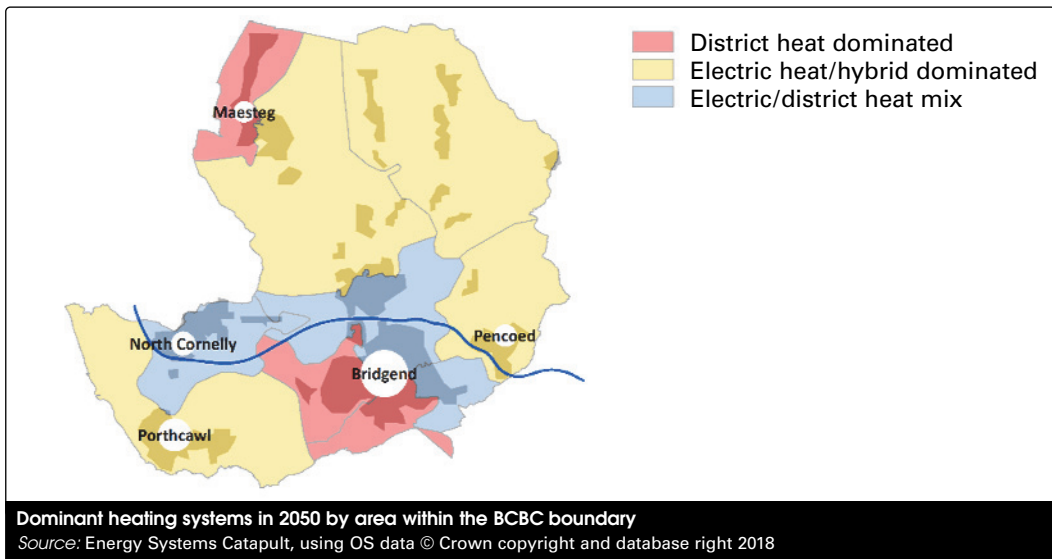 District heat dominated
Electric heat/hybrid dominated
Electric/district heat mix
Maesteg
North Cornelly
Pencoed
Bridgend
Porthcawl
Dominant heating systems in 2050 by area within the BCBC boundary
Source: Energy Systems Catapult, using OS data © Crown copyright and database right 2018